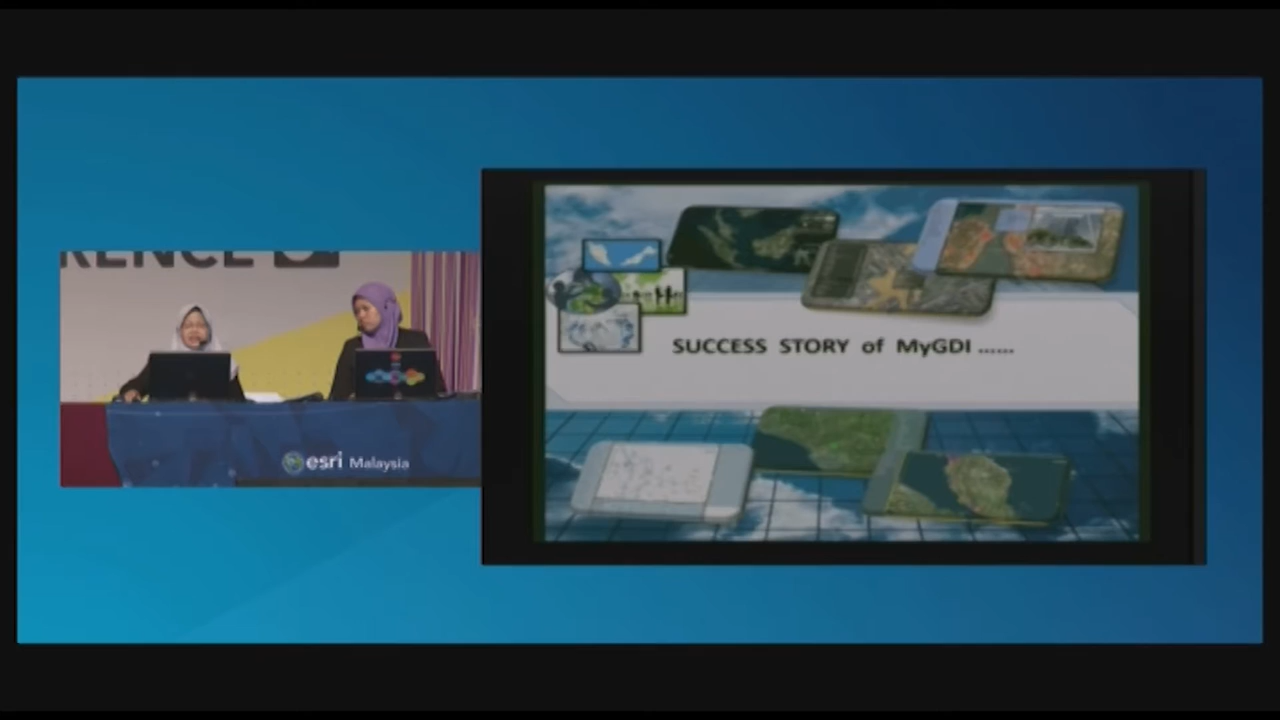 RENCE
SUCCESS STORY of MyGDI ......
esri Malaysia